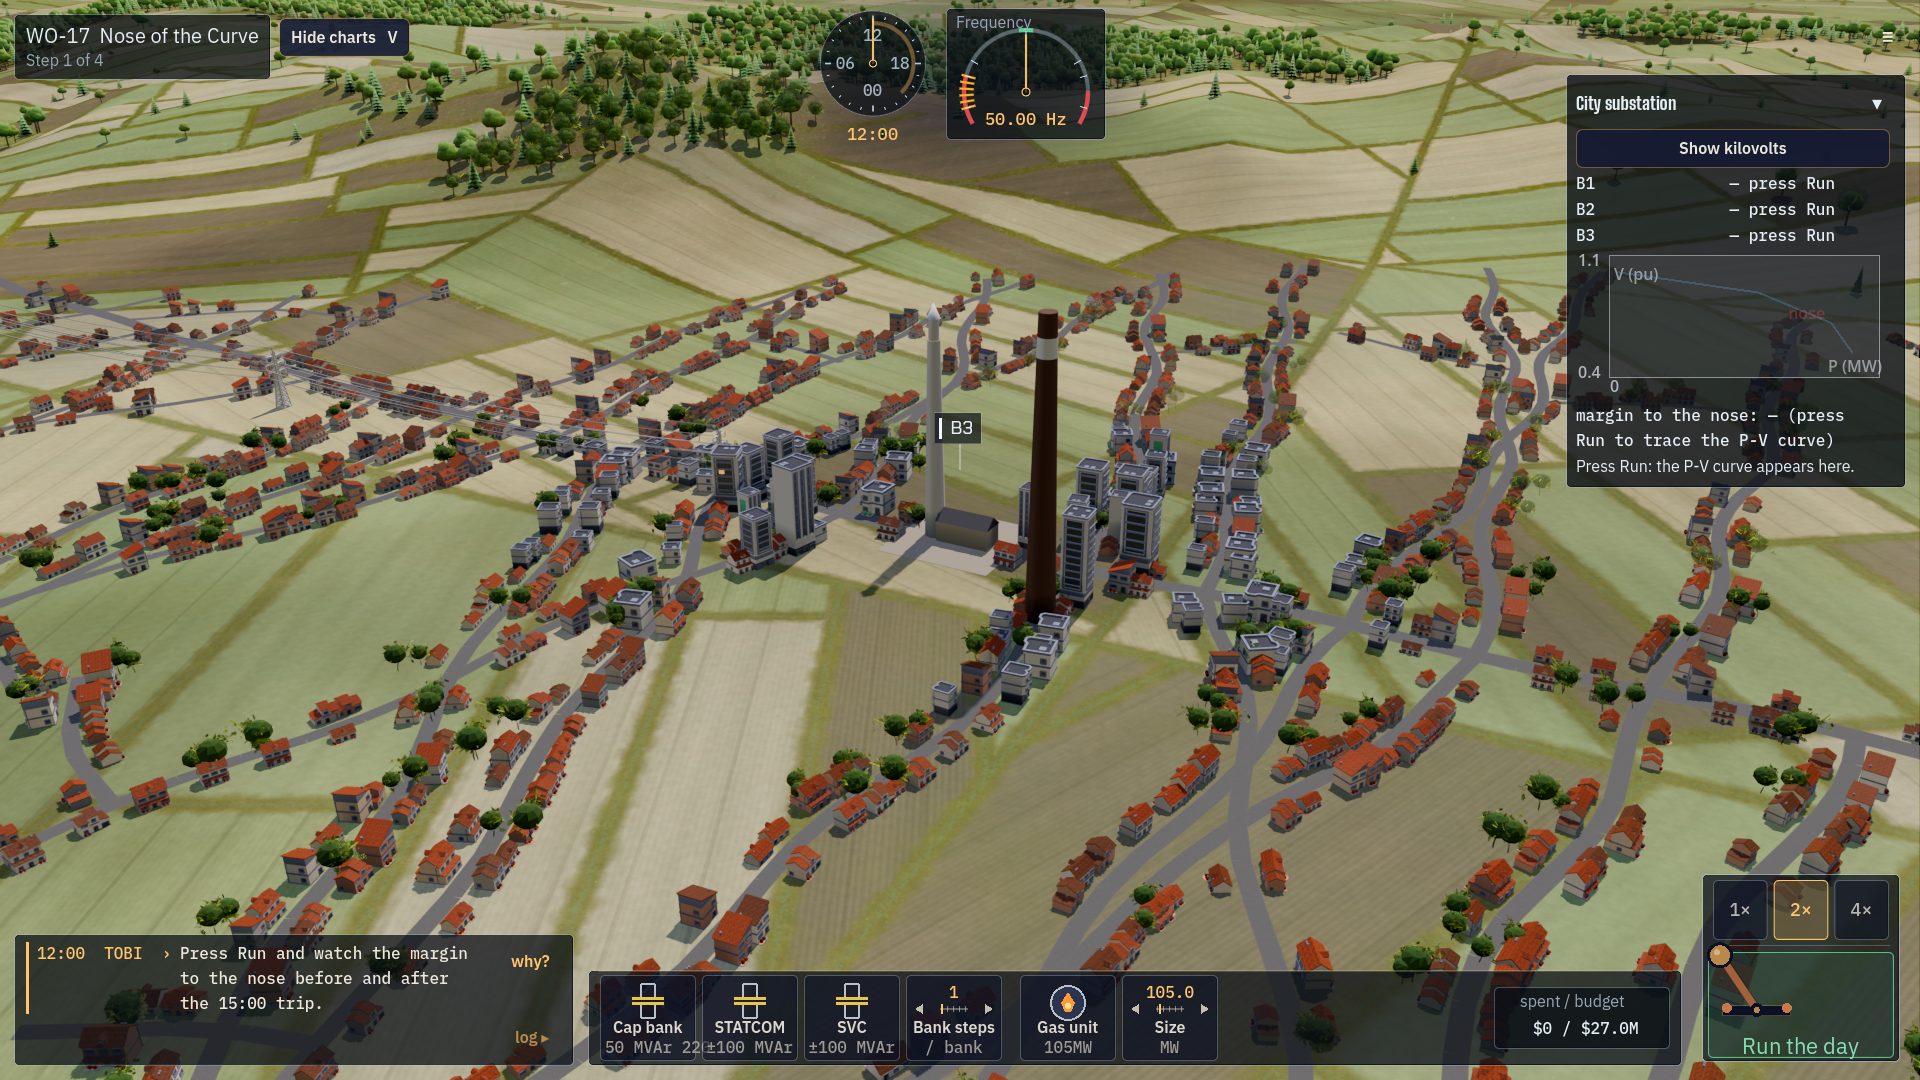 WO-17 Nose of the Curve
Step 1 of 4
Hide charts V
12
06 18
00
12:00
Frequency
50.00 Hz
City substation
Show kilovolts
B1 — press Run
B2 — press Run
B3 — press Run
1.1
V (pu)
nose
0.4
P (MW)
0
margin to the nose: — (press
Run to trace the P-V curve)
Press Run: the P-V curve appears here.
B3
12:00 TOBI › Press Run and watch the margin
to the nose before and after
the 15:00 trip.
why?
log
Cap bank
50 MVAr
STATCOM
±100 MVAr
SVC
±100 MVAr
1
Bank steps
/ bank
Gas unit
105MW
105.0
Size
MW
spent / budget
$0 / $27.0M
1×
2×
4×
Run the day